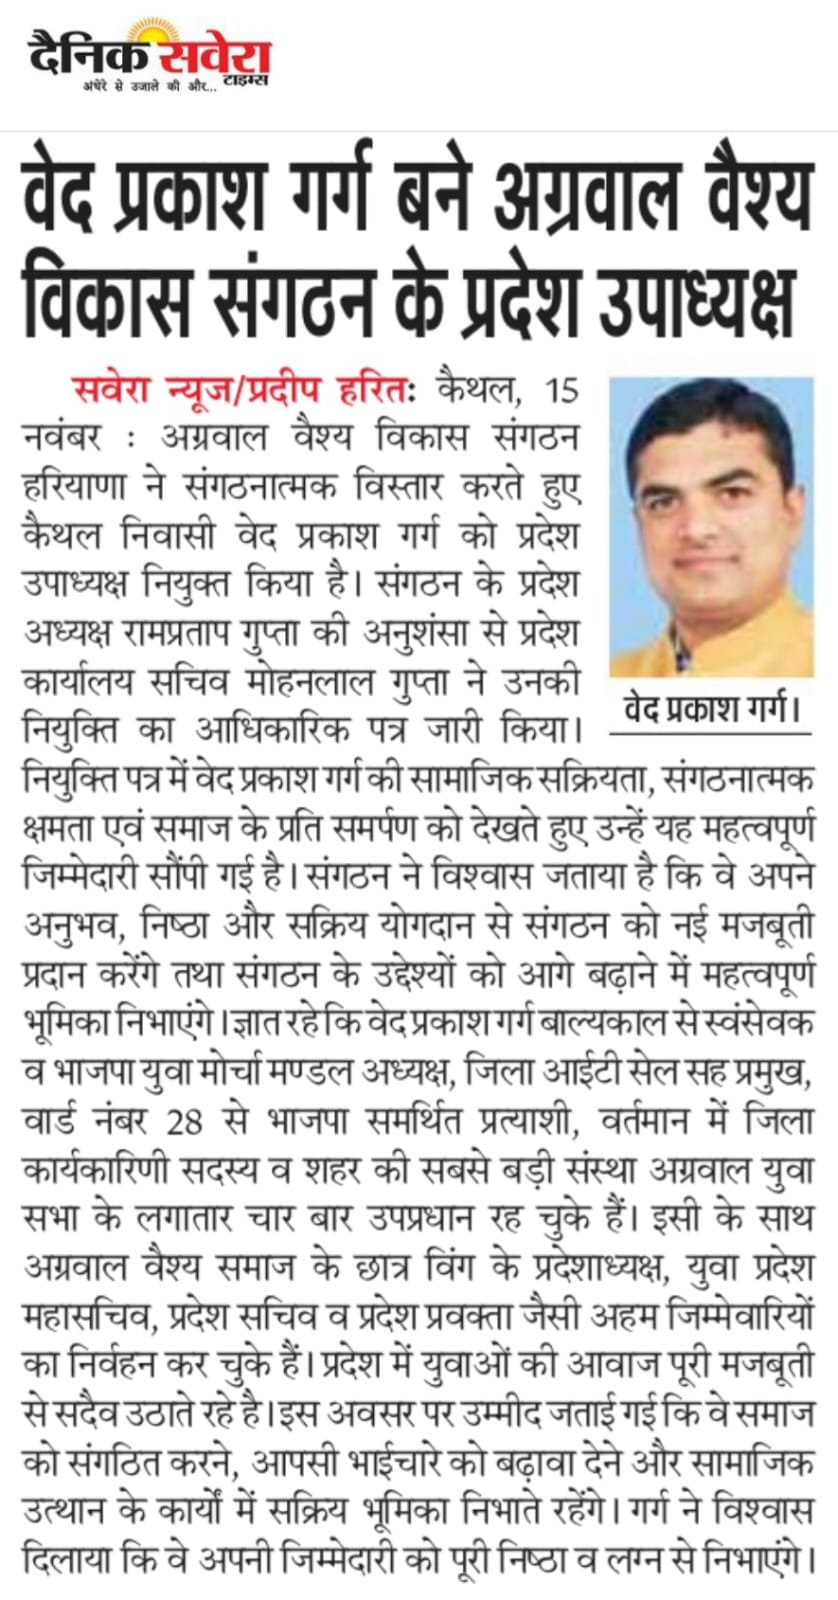 दैनिक सवेरा
टाइम्स
अंधेरे से उजाले की और...
वेद प्रकाश गर्ग बने अग्रवाल वैश्य
विकास संगठन के प्रदेश उपाध्यक्ष
सवेरा न्यूज/प्रदीप हरित: कैथल, 15
नवंबर : अग्रवाल वैश्य विकास संगठन
हरियाणा ने संगठनात्मक विस्तार करते हुए
कैथल निवासी वेद प्रकाश गर्ग को प्रदेश
उपाध्यक्ष नियुक्त किया है। संगठन के प्रदेश
अध्यक्ष रामप्रताप गुप्ता की अनुशंसा से प्रदेश
कार्यालय सचिव मोहनलाल गुप्ता ने उनकी
नियुक्ति का आधिकारिक पत्र जारी किया।
वेद प्रकाश गर्ग।
नियुक्ति पत्र में वेद प्रकाश गर्ग की सामाजिक सक्रियता, संगठनात्मक
क्षमता एवं समाज के प्रति समर्पण को देखते हुए उन्हें यह महत्वपूर्ण
जिम्मेदारी सौंपी गई है। संगठन ने विश्वास जताया है कि वे अपने
अनुभव, निष्ठा और सक्रिय योगदान से संगठन को नई मजबूती
प्रदान करेंगे तथा संगठन के उद्देश्यों को आगे बढ़ाने में महत्वपूर्ण
भूमिका निभाएंगे। ज्ञात रहे कि वेद प्रकाश गर्ग बाल्यकाल से स्वंसेवक
व भाजपा युवा मोर्चा मण्डल अध्यक्ष, जिला आईटी सेल सह प्रमुख,
वार्ड नंबर 28 से भाजपा समर्थित प्रत्याशी, वर्तमान में जिला
कार्यकारिणी सदस्य व शहर की सबसे बड़ी संस्था अग्रवाल युवा
सभा के लगातार चार बार उपप्रधान रह चुके हैं। इसी के साथ
अग्रवाल वैश्य समाज के छात्र विंग के प्रदेशाध्यक्ष, युवा प्रदेश
महासचिव, प्रदेश सचिव व प्रदेश प्रवक्ता जैसी अहम जिम्मेवारियों
का निर्वहन कर चुके हैं। प्रदेश में युवाओं की आवाज पूरी मजबूती
से सदैव उठाते रहे है। इस अवसर पर उम्मीद जताई गई कि वे समाज
को संगठित करने, आपसी भाईचारे को बढ़ावा देने और सामाजिक
उत्थान के कार्यों में सक्रिय भूमिका निभाते रहेंगे। गर्ग ने विश्वास
दिलाया कि वे अपनी जिम्मेदारी को पूरी निष्ठा व लग्न से निभाएंगे।